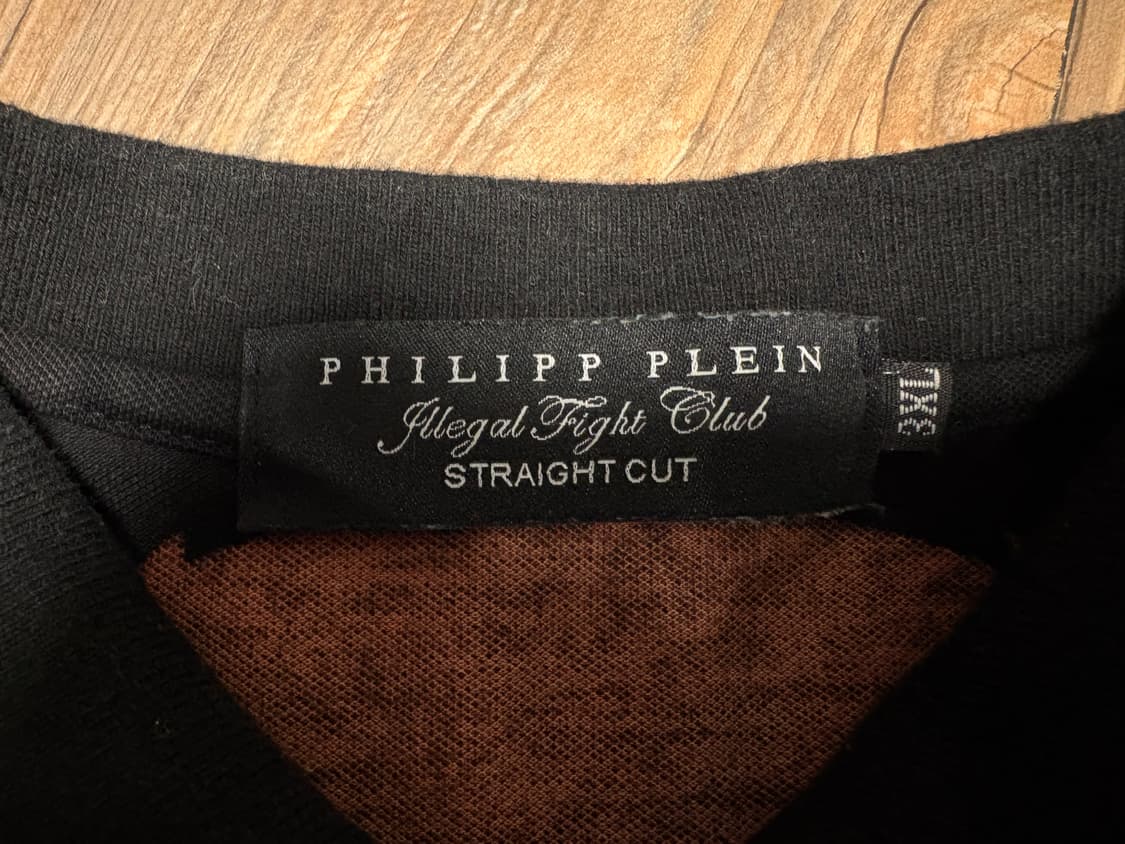 PHILIPP PLEIN
Illegal Fight Club
STRAIGHT CUT
3XL